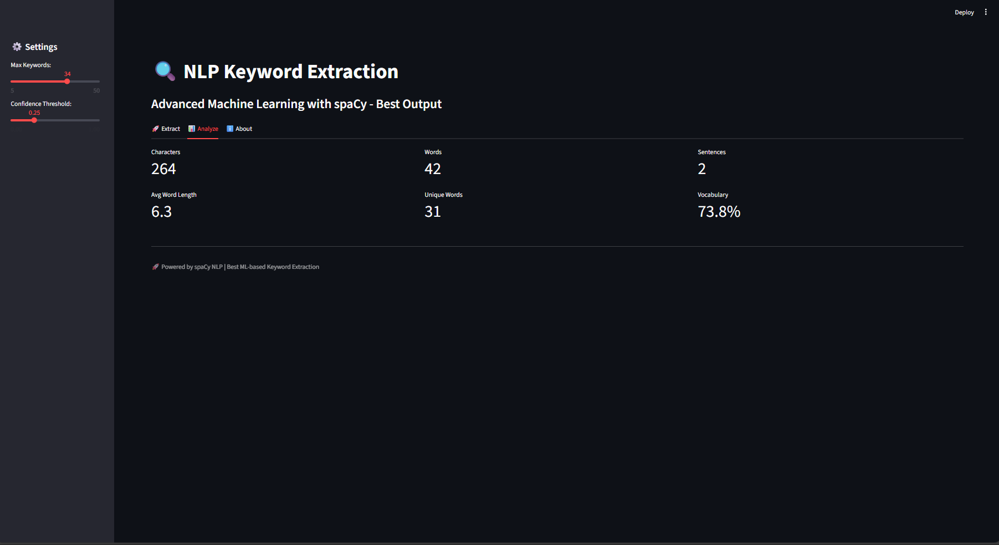 Deploy
Settings
Max Keywords:
34
5 50
Confidence Threshold:
0.25
NLP Keyword Extraction
Advanced Machine Learning with spaCy - Best Output
Extract Analyze About
Characters Words Sentences
264 42 2
Avg Word Length Unique Words Vocabulary
6.3 31 73.8%
Powered by spaCy NLP | Best ML-based Keyword Extraction